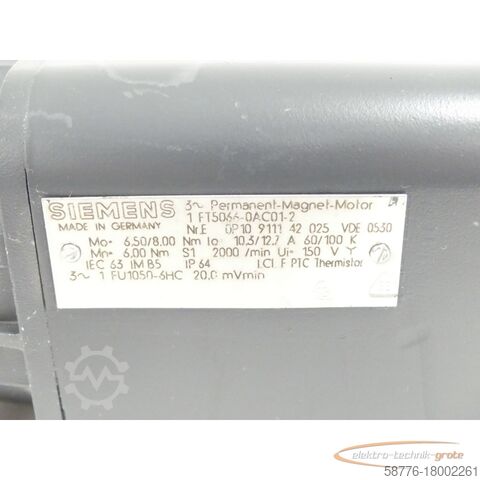 SIEMENS 3~ Permanent-Magnet-Motor
MADE IN GERMANY 1 FT5066-0AC01-2
Nr.E 0P10 9111 42 025 VDE 0530
Mo- 6,50/8,00 Nm Io 10,3/12,7 A 60/100 K
Mn- 6,00 Nm S1 2000 /min Ui- 150 V Y
IEC 63 IM B5 IP 64 I.CL.F PTC Thermistor
3~ 1 FU1050-6HC 20,0 mV/min
elektro-technik-grote
58776-18002261